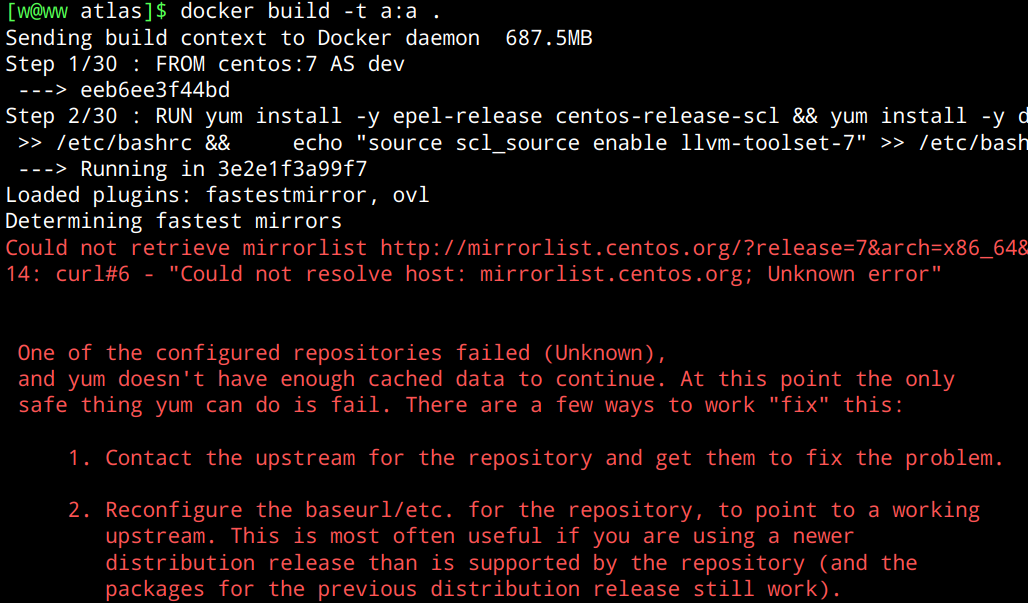 [w@ww atlas]$ docker build -t a:a .
Sending build context to Docker daemon  687.5MB
Step 1/30 : FROM centos:7 AS dev
 ---> eeb6ee3f44bd
Step 2/30 : RUN yum install -y epel-release centos-release-scl && yum install -y d
 >> /etc/bashrc &&     echo "source scl_source enable llvm-toolset-7" >> /etc/bash
 ---> Running in 3e2e1f3a99f7
Loaded plugins: fastestmirror, ovl
Determining fastest mirrors
Could not retrieve mirrorlist http://mirrorlist.centos.org/?release=7&arch=x86_64&
14: curl#6 - "Could not resolve host: mirrorlist.centos.org; Unknown error"
One of the configured repositories failed (Unknown),
and yum doesn't have enough cached data to continue. At this point the only
safe thing yum can do is fail. There are a few ways to work "fix" this:
1. Contact the upstream for the repository and get them to fix the problem.
2. Reconfigure the baseurl/etc. for the repository, to point to a working
upstream. This is most often useful if you are using a newer
distribution release than is supported by the repository (and the
packages for the previous distribution release still work).